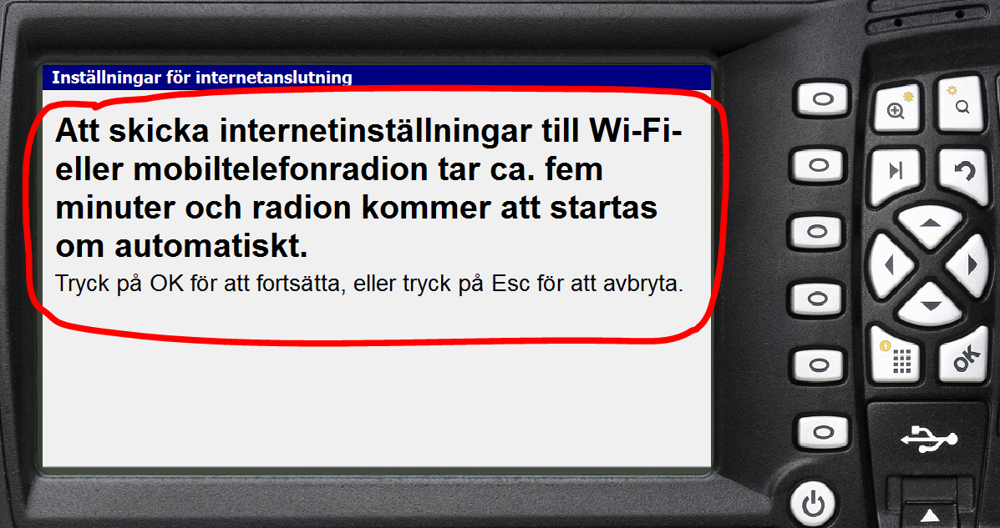 Inställningar för internetanslutning
Att skicka internetinställningar till Wi-Fi-
eller mobiltelefonradion tar ca. fem
minuter och radion kommer att startas
om automatiskt.
Tryck på OK för att fortsätta, eller tryck på Esc för att avbryta.
OK